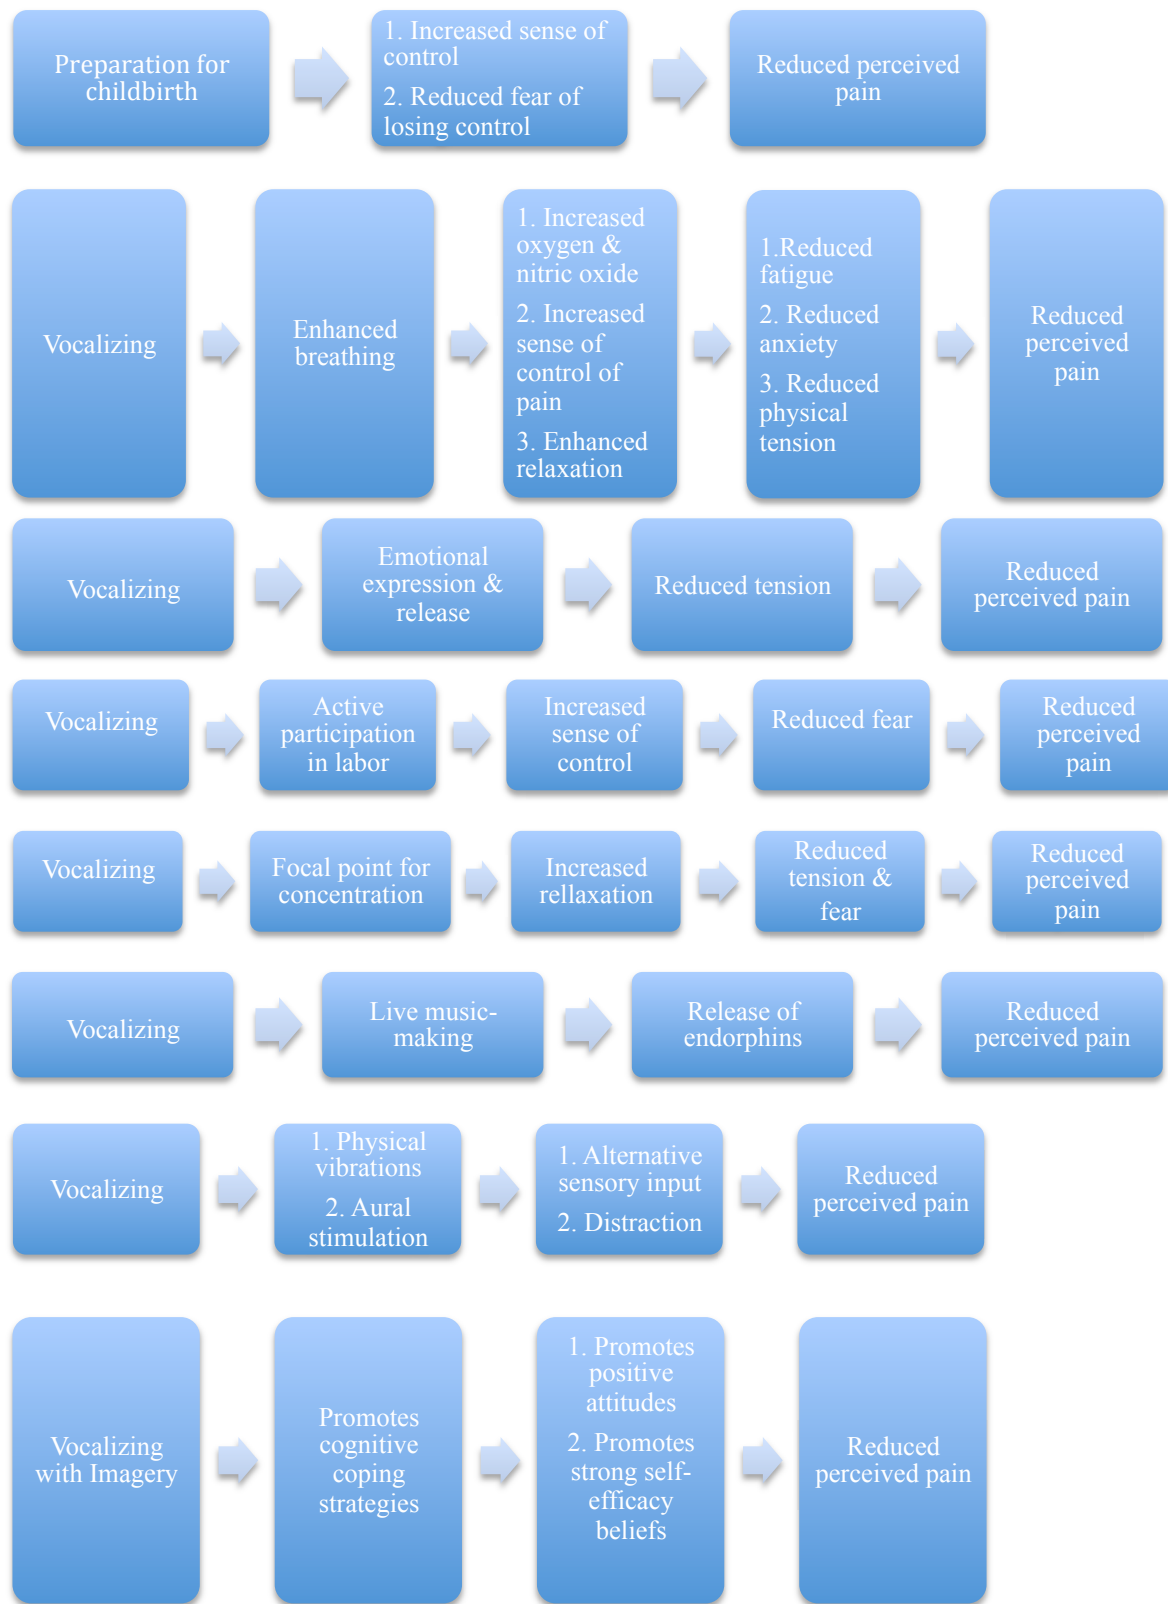 Preparation for
childbirth
1. Increased sense of
control
2. Reduced fear of
losing control
Reduced perceived
pain
Vocalizing
Enhanced
breathing
1. Increased
oxygen &
nitric oxide
2. Increased
sense of
control of
pain
3. Enhanced
relaxation
1.Reduced
fatigue
2. Reduced
anxiety
3. Reduced
physical
tension
Reduced
perceived
pain
Vocalizing
Emotional
expression &
release
Reduced tension
Reduced
perceived pain
Vocalizing
Active
participation
in labor
Increased
sense of
control
Reduced fear
Reduced
perceived
pain
Vocalizing
Focal point for
concentration
Increased
rellaxation
Reduced
tension &
fear
Reduced
perceived
pain
Vocalizing
Live music-
making
Release of
endorphins
Reduced
perceived pain
Vocalizing
1. Physical
vibrations
2. Aural
stimulation
1. Alternative
sensory input
2. Distraction
Reduced
perceived pain
Vocalizing
with Imagery
Promotes
cognitive
coping
strategies
1. Promotes
positive
attitudes
2. Promotes
strong self-
efficacy
beliefs
Reduced
perceived pain